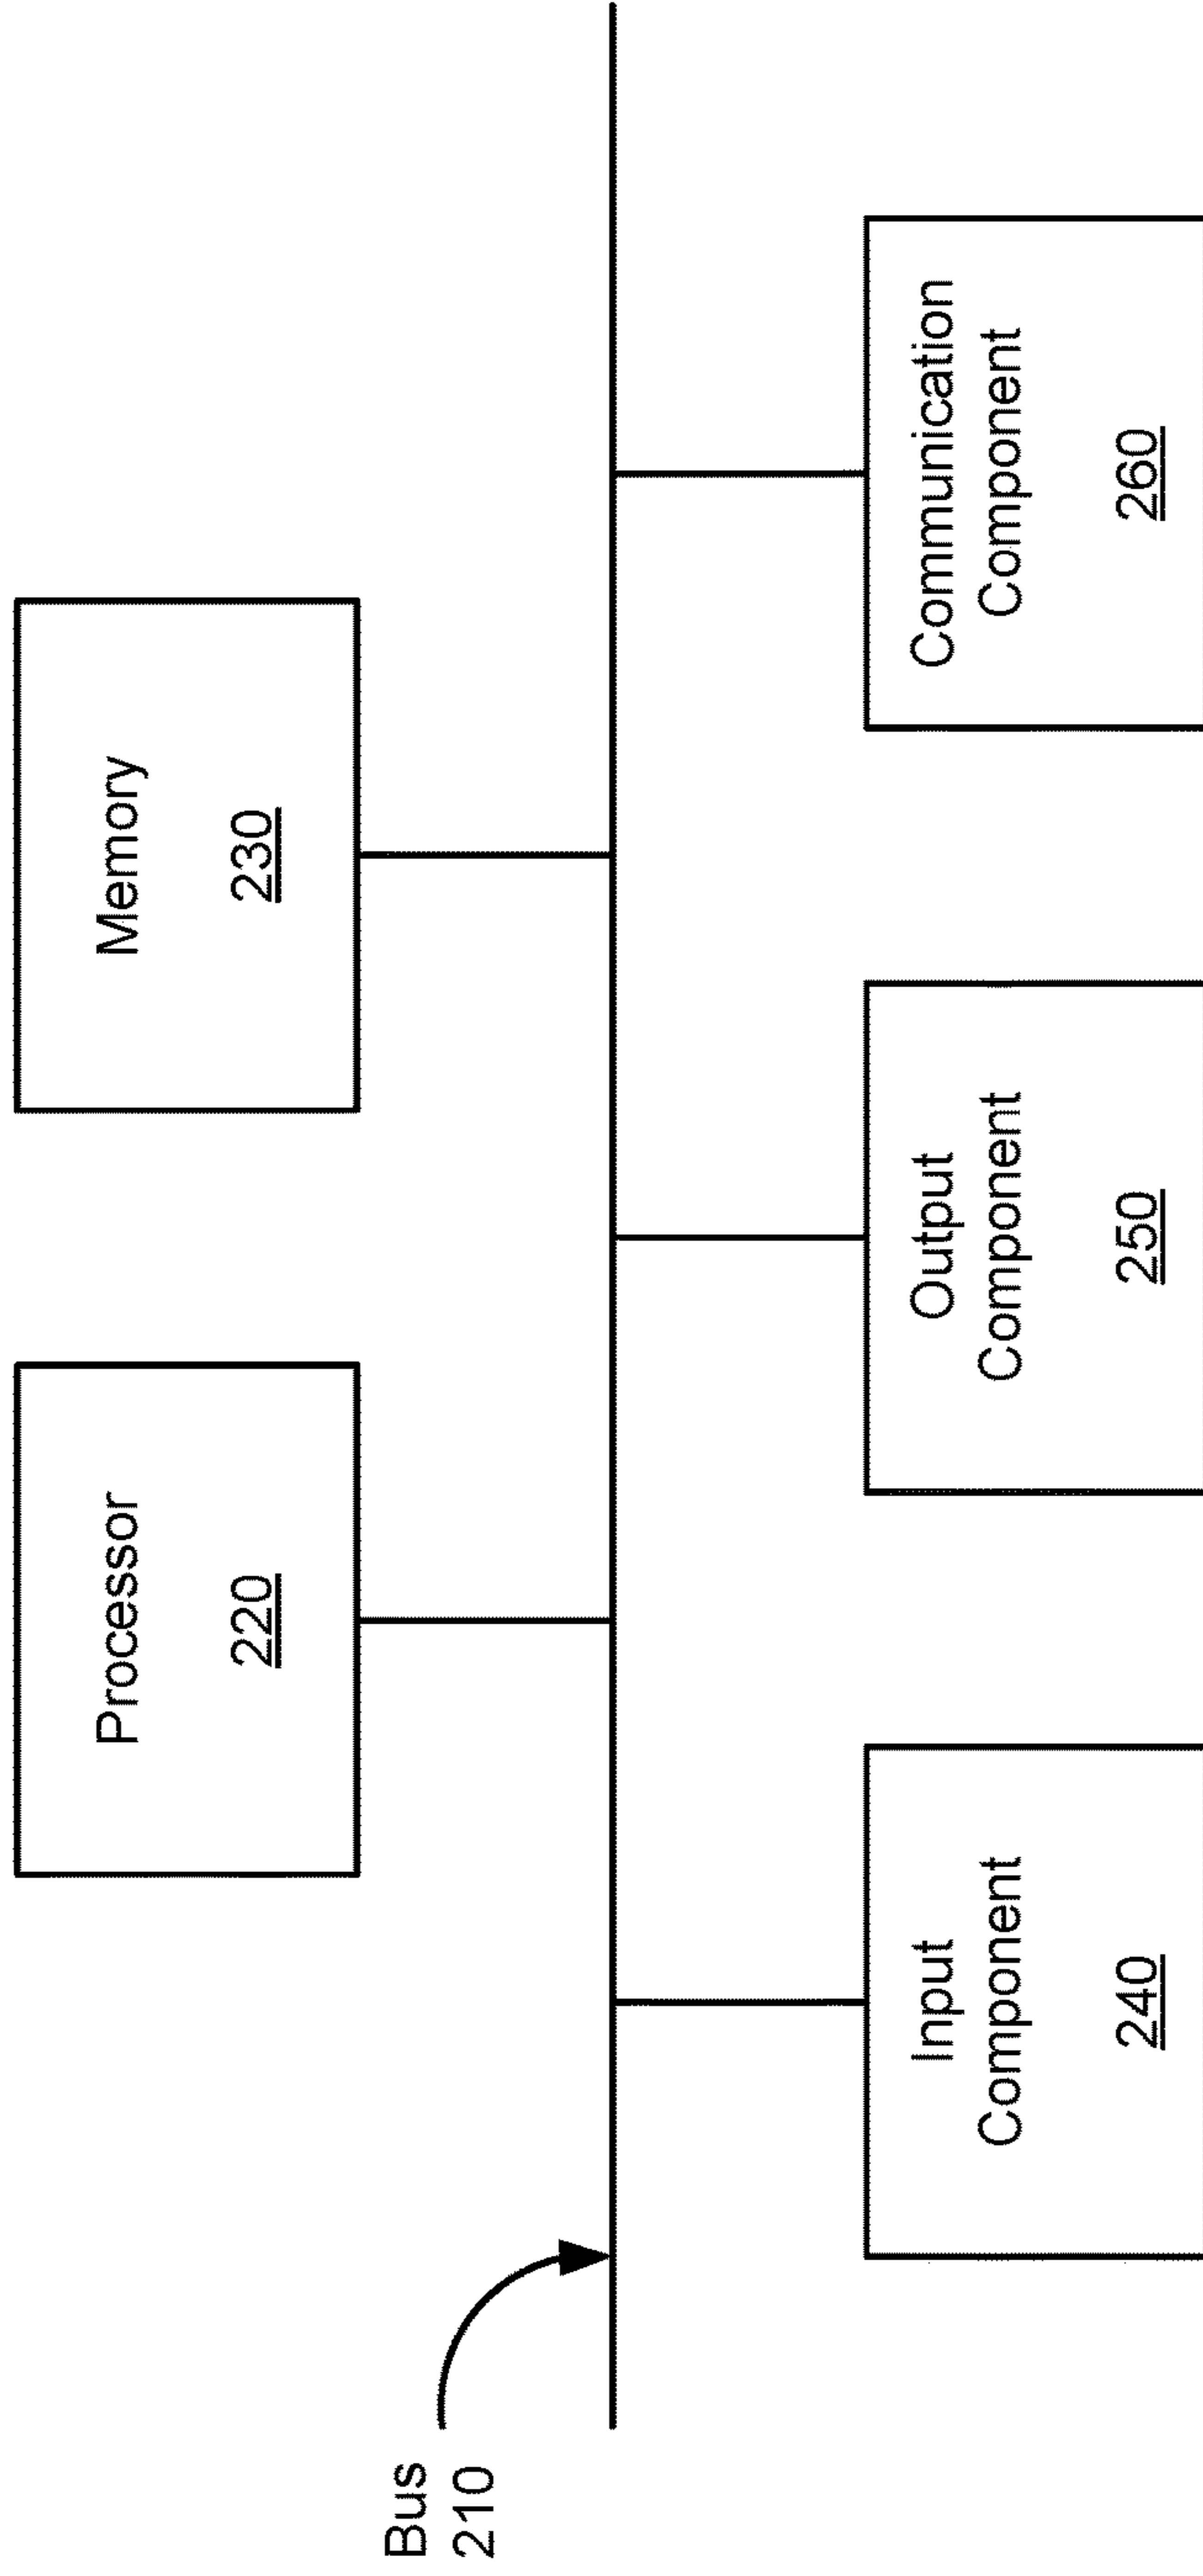 Processor
220
Memory
230
Bus
210
Input
Component
240
Output
Component
250
Communication
Component
260